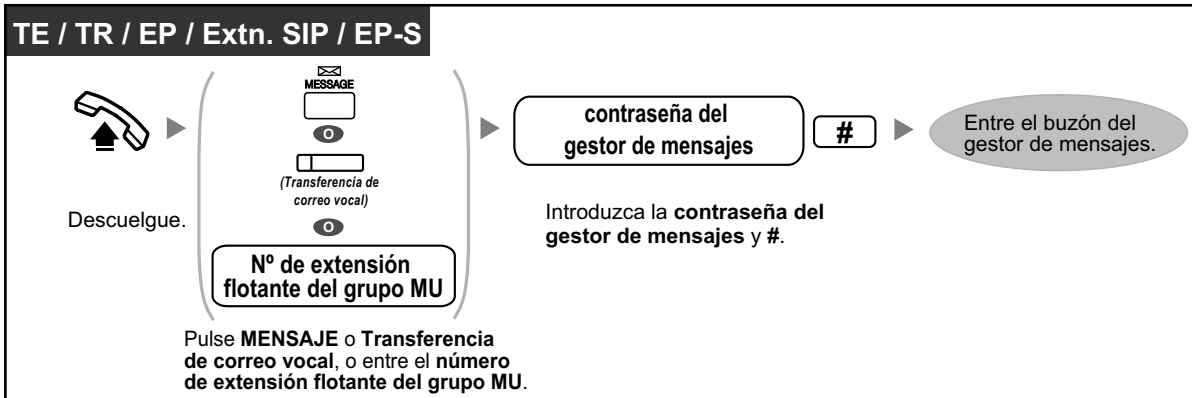 TE / TR / EP / Extn. SIP / EP-S
MESSAGE
O
(Transferencia de
correo vocal)
O
Nº de extensión
flotante del grupo MU
contraseña del
gestor de mensajes
#
Entre el buzón del
gestor de mensajes.
Descuelgue.
Introduzca la contraseña del
gestor de mensajes y #.
Pulse MENSAJE o Transferencia
de correo vocal, o entre el número
de extensión flotante del grupo MU.